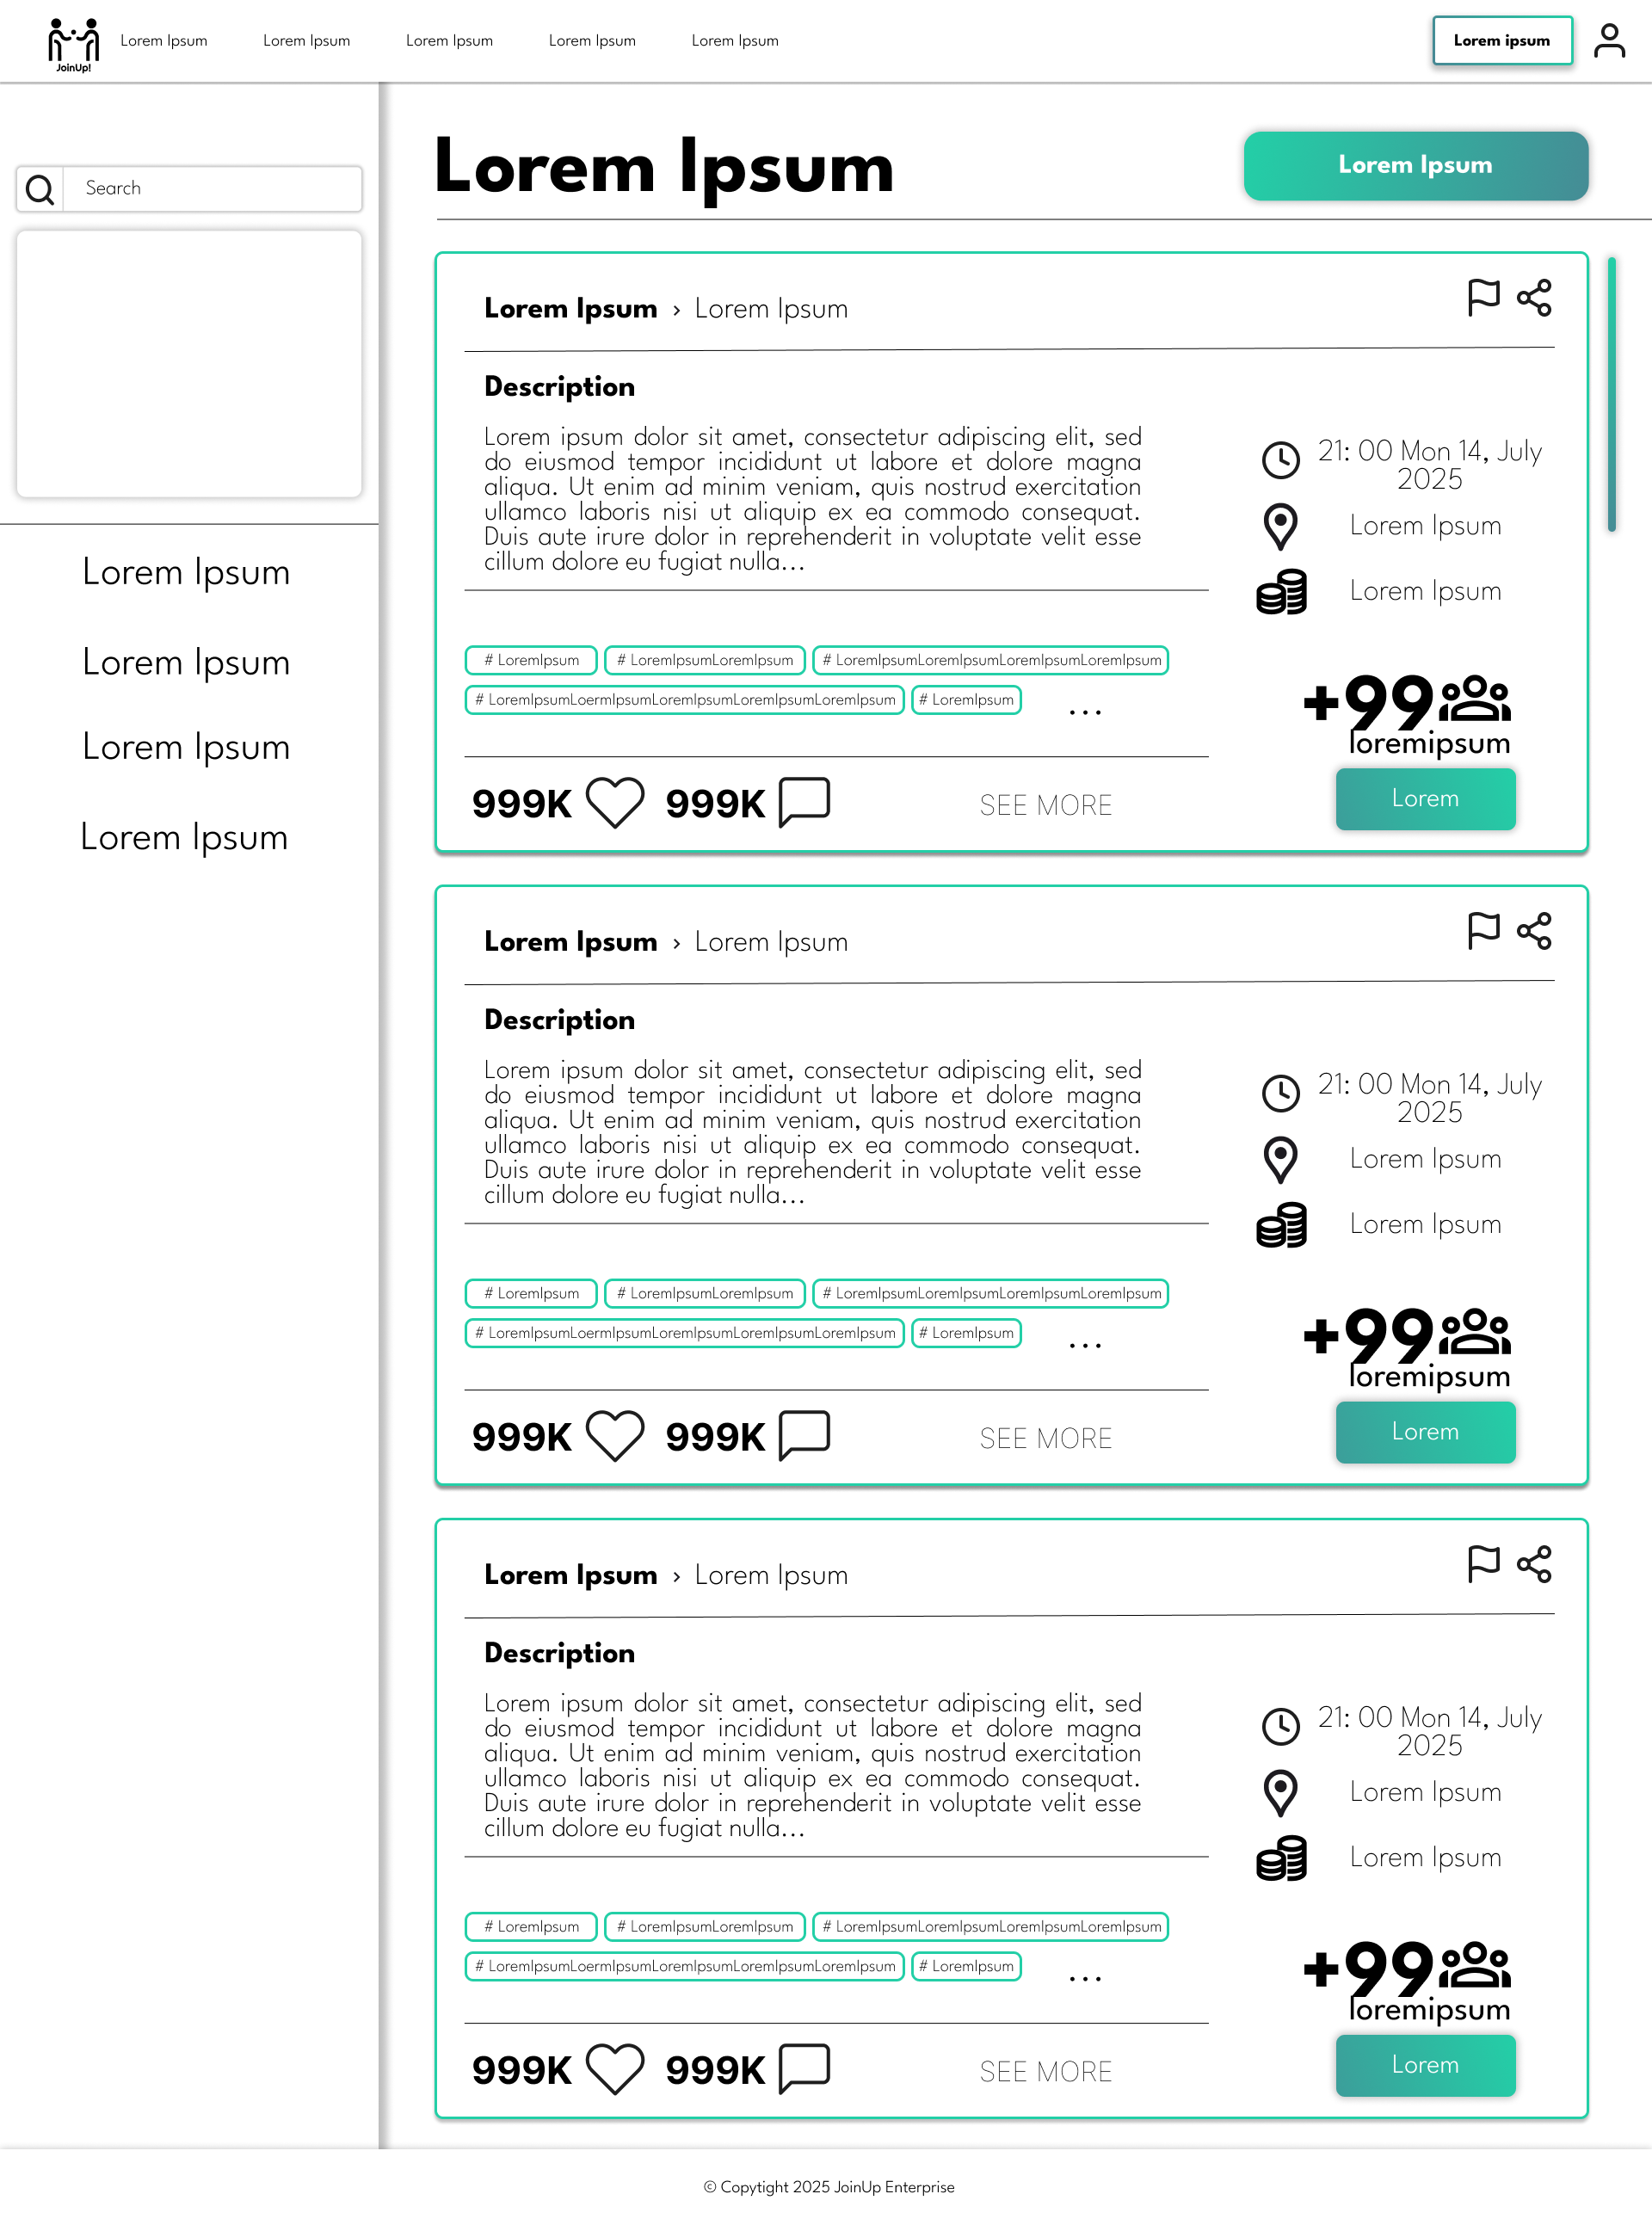 JoinUp!
Lorem Ipsum
Lorem Ipsum
Lorem Ipsum
Lorem Ipsum
Lorem Ipsum
Lorem ipsum
Search
Lorem Ipsum
Lorem Ipsum
Lorem Ipsum
Lorem Ipsum
Lorem Ipsum
Lorem Ipsum
Lorem Ipsum › Lorem Ipsum
Description
Lorem ipsum dolor sit amet, consectetur adipiscing elit, sed
do eiusmod tempor incididunt ut labore et dolore magna
aliqua. Ut enim ad minim veniam, quis nostrud exercitation
ullamco laboris nisi ut aliquip ex ea commodo consequat.
Duis aute irure dolor in reprehenderit in voluptate velit esse
cillum dolore eu fugiat nulla...
21: 00 Mon 14, July
2025
Lorem Ipsum
Lorem Ipsum
# LoremIpsum
# LoremIpsumLoremIpsum
# LoremIpsumLoremIpsumLoremIpsumLoremIpsum
# LoremIpsumLoermIpsumLoremIpsumLoremIpsumLoremIpsum
# LoremIpsum
...
+99
loremipsum
999K
999K
SEE MORE
Lorem
Lorem Ipsum › Lorem Ipsum
Description
Lorem ipsum dolor sit amet, consectetur adipiscing elit, sed
do eiusmod tempor incididunt ut labore et dolore magna
aliqua. Ut enim ad minim veniam, quis nostrud exercitation
ullamco laboris nisi ut aliquip ex ea commodo consequat.
Duis aute irure dolor in reprehenderit in voluptate velit esse
cillum dolore eu fugiat nulla...
21: 00 Mon 14, July
2025
Lorem Ipsum
Lorem Ipsum
# LoremIpsum
# LoremIpsumLoremIpsum
# LoremIpsumLoremIpsumLoremIpsumLoremIpsum
# LoremIpsumLoermIpsumLoremIpsumLoremIpsumLoremIpsum
# LoremIpsum
...
+99
loremipsum
999K
999K
SEE MORE
Lorem
Lorem Ipsum › Lorem Ipsum
Description
Lorem ipsum dolor sit amet, consectetur adipiscing elit, sed
do eiusmod tempor incididunt ut labore et dolore magna
aliqua. Ut enim ad minim veniam, quis nostrud exercitation
ullamco laboris nisi ut aliquip ex ea commodo consequat.
Duis aute irure dolor in reprehenderit in voluptate velit esse
cillum dolore eu fugiat nulla...
21: 00 Mon 14, July
2025
Lorem Ipsum
Lorem Ipsum
# LoremIpsum
# LoremIpsumLoremIpsum
# LoremIpsumLoremIpsumLoremIpsumLoremIpsum
# LoremIpsumLoermIpsumLoremIpsumLoremIpsumLoremIpsum
# LoremIpsum
...
+99
loremipsum
999K
999K
SEE MORE
Lorem
© Copytight 2025 JoinUp Enterprise